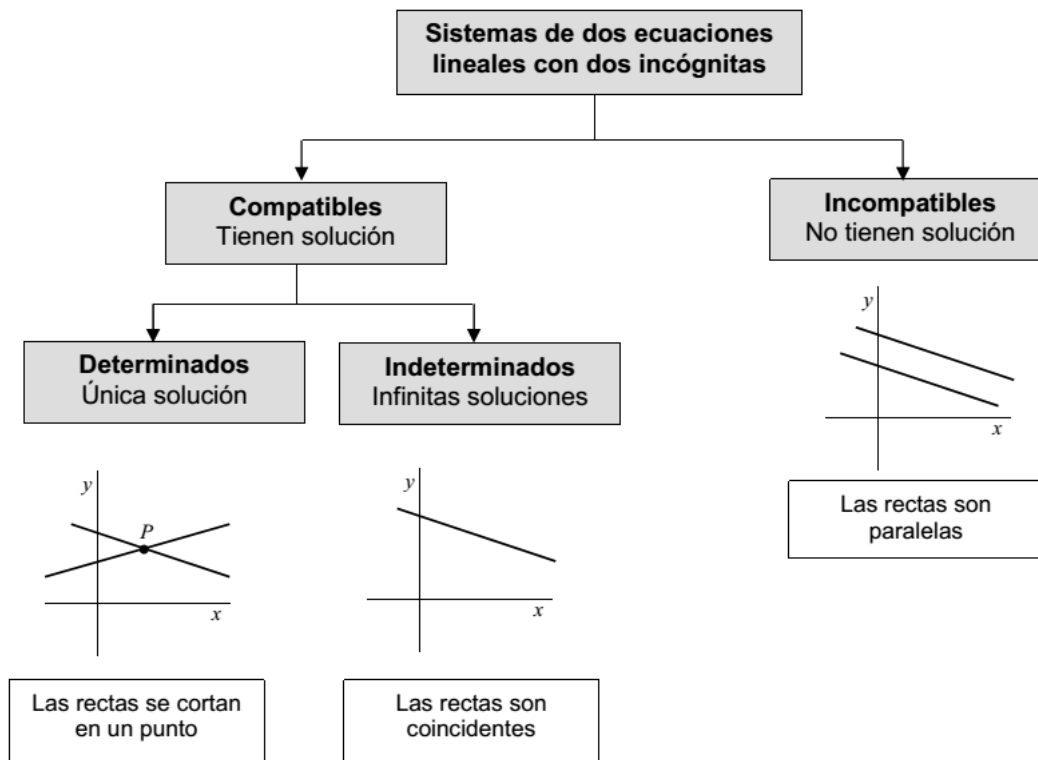 Sistemas de dos ecuaciones
lineales con dos incógnitas
Compatibles
Tienen solución
Incompatibles
No tienen solución
Determinados
Única solución
Indeterminados
Infinitas soluciones
y
x
Las rectas son
paralelas
y
P
x
Las rectas se cortan
en un punto
y
x
Las rectas son
coincidentes